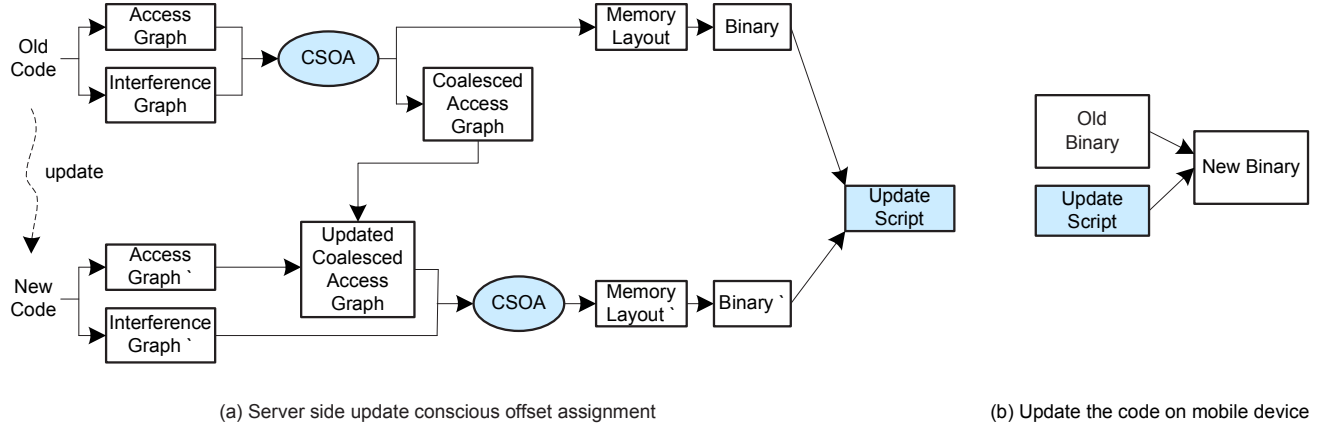 Old
Code
Access
Graph
Interference
Graph
CSOA
Coalesced
Access
Graph
Memory
Layout
Binary
update
Update
Script
New
Code
Access
Graph `
Interference
Graph `
Updated
Coalesced
Access
Graph
CSOA
Memory
Layout `
Binary `
(a) Server side update conscious offset assignment
Old
Binary
Update
Script
New Binary
(b) Update the code on mobile device